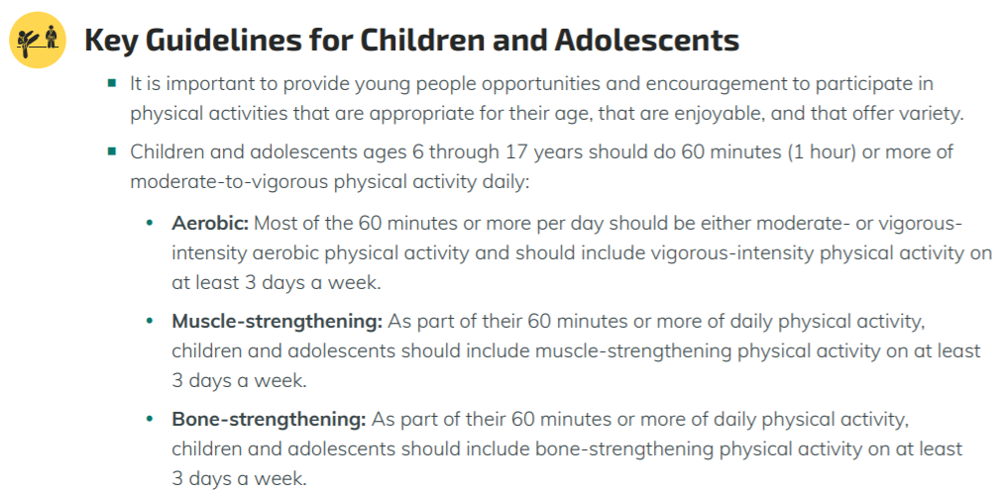 Key Guidelines for Children and Adolescents
It is important to provide young people opportunities and encouragement to participate in
physical activities that are appropriate for their age, that are enjoyable, and that offer variety.
Children and adolescents ages 6 through 17 years should do 60 minutes (1 hour) or more of
moderate-to-vigorous physical activity daily:
Aerobic: Most of the 60 minutes or more per day should be either moderate- or vigorous-
intensity aerobic physical activity and should include vigorous-intensity physical activity on
at least 3 days a week.
Muscle-strengthening: As part of their 60 minutes or more of daily physical activity,
children and adolescents should include muscle-strengthening physical activity on at least
3 days a week.
Bone-strengthening: As part of their 60 minutes or more of daily physical activity,
children and adolescents should include bone-strengthening physical activity on at least
3 days a week.